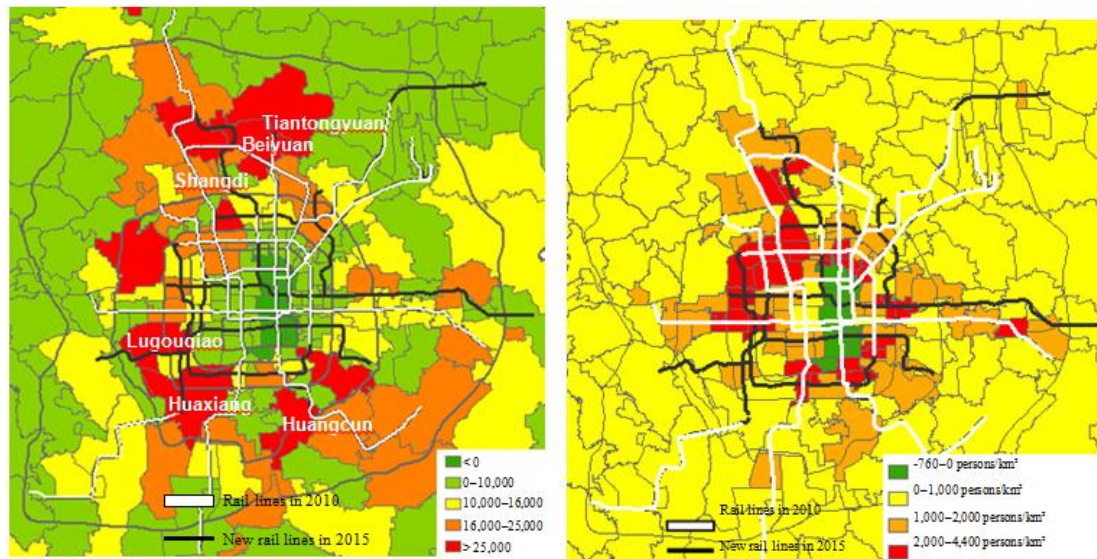 Tiantongyuan
Beiyuan
Shangdi
Lugouqiao
Huaxiang
Huangcun
<0
0–10,000
10,000–16,000
16,000–25,000
>25,000
Rail lines in 2010
New rail lines in 2015
-760–0 persons/km²
0–1,000 persons/km²
1,000–2,000 persons/km²
2,000–4,400 persons/km²
Rail lines in 2010
New rail lines in 2015